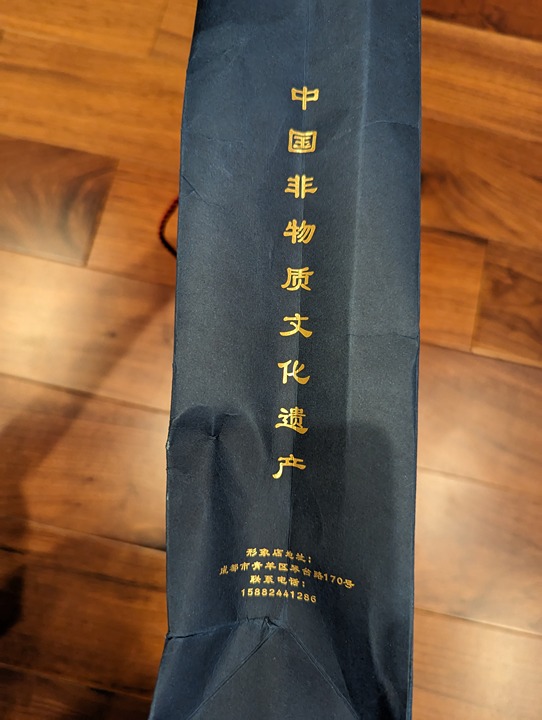 中国非物质文化遗产
形象店地址：
成都市青羊区琴台路170号
联系电话：
15882441286